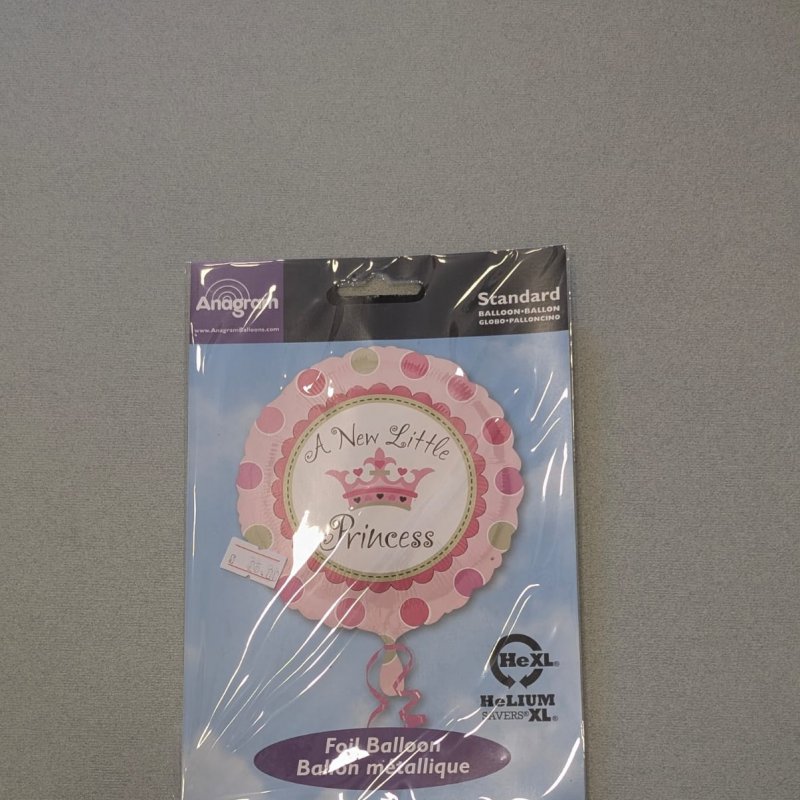 Anagram
www.AnagramBalloons.com
Standard
BALLOON•BALLON
GLOBO•PALLONCINO
A New Little
Princess
HeXL®
HeLIUM
SAVERS®XL®
Foil Balloon
Ballon métallique